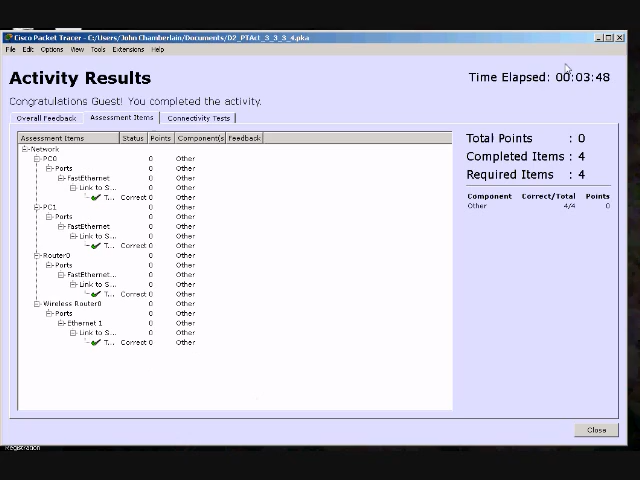 Cisco Packet Tracer - C:/Users/John Chamberlain/Documents/D2_PTAct_3_3_3_4.pka
File Edit Options View Tools Extensions Help
Activity Results
Time Elapsed: 00:03:48
Congratulations Guest! You completed the activity.
Overall Feedback Assessment Items Connectivity Tests
Assessment Items Status Points Component(s) Feedback
Network
PC0 0 Other
Ports 0 Other
FastEthernet 0 Other
Link to S... 0 Other
T... Correct 0 Other
PC1 0 Other
Ports 0 Other
FastEthernet 0 Other
Link to S... 0 Other
T... Correct 0 Other
Router0 0 Other
Ports 0 Other
FastEthernet... 0 Other
Link to S... 0 Other
T... Correct 0 Other
Wireless Router0 0 Other
Ports 0 Other
Ethernet 1 0 Other
Link to S... 0 Other
T... Correct 0 Other
Total Points : 0
Completed Items : 4
Required Items : 4
Component Correct/Total Points
Other 4/4 0
Close
Registration